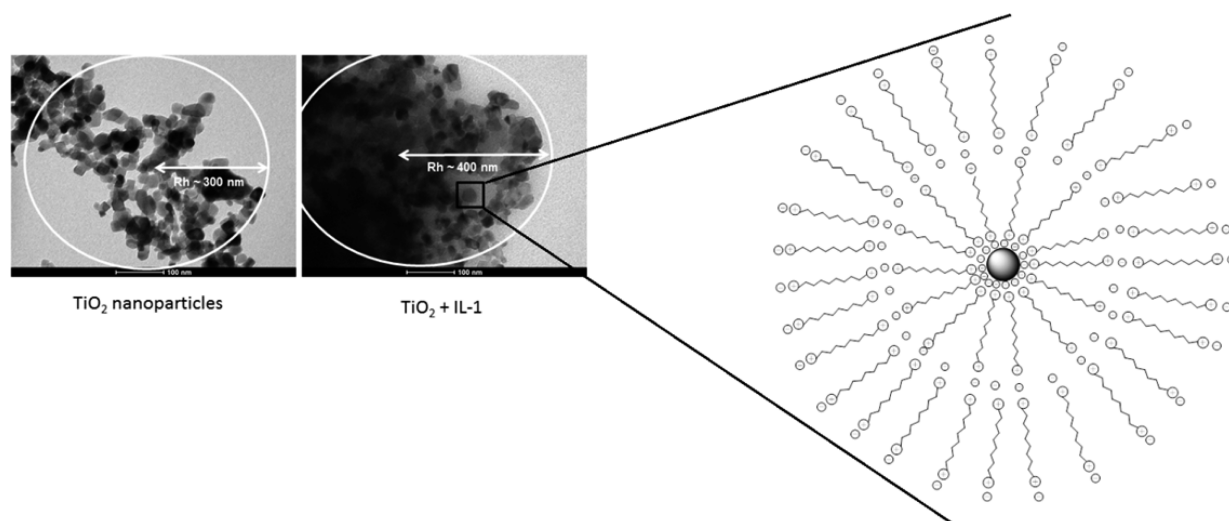 Rh ~ 300 nm
100 nm
TiO₂ nanoparticles
Rh ~ 400 nm
100 nm
TiO₂ + IL-1